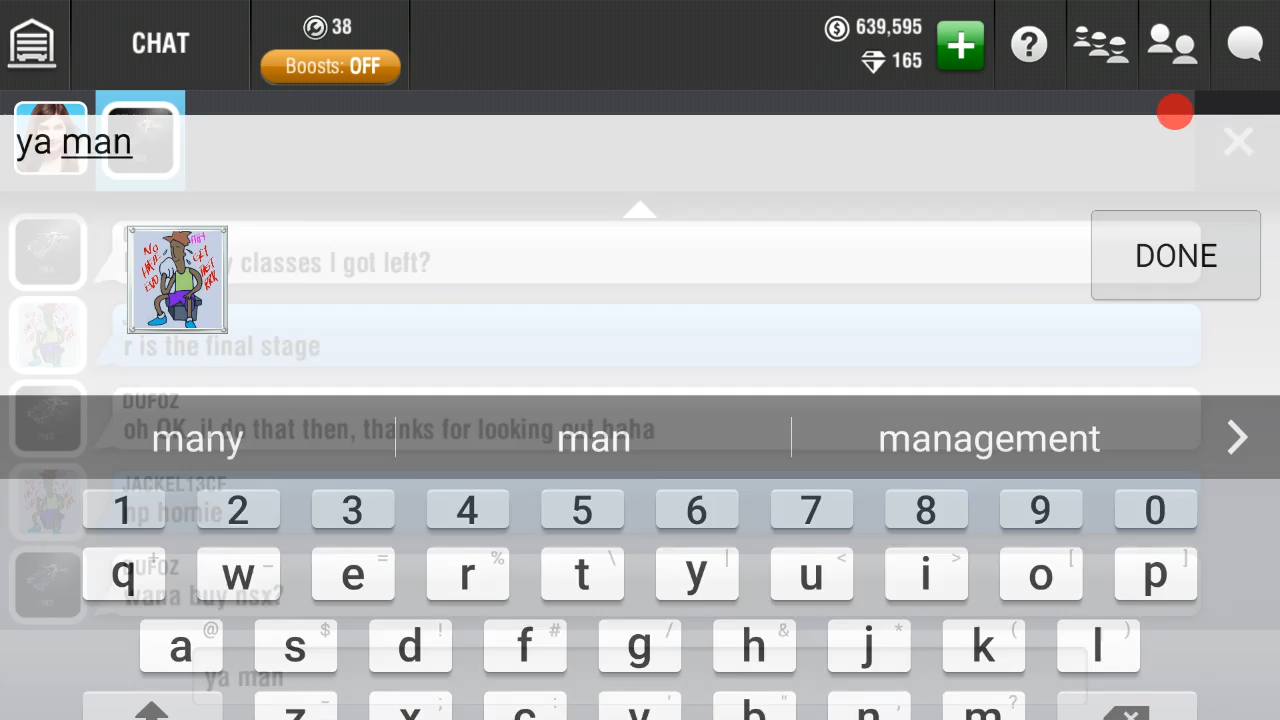 CHAT
38
Boosts: OFF
639,595
165
ya man
classes I got left?
DONE
r is the final stage
DUFOZ
oh OK, il do that then, thanks for looking out haha
many man management
JACKEL13CF
np homie
1 2 3 4 5 6 7 8 9 0
DUFOZ
q w e r t y u i o p
wana buy nsx?
a s d f g h j k l
ya man
z x c v b n m